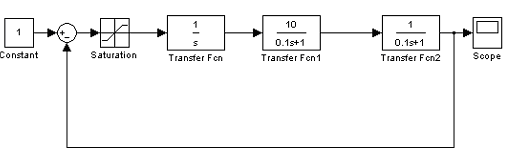 1
Constant
+
−
Saturation
1
s
Transfer Fcn
10
0.1s+1
Transfer Fcn1
1
0.1s+1
Transfer Fcn2
Scope